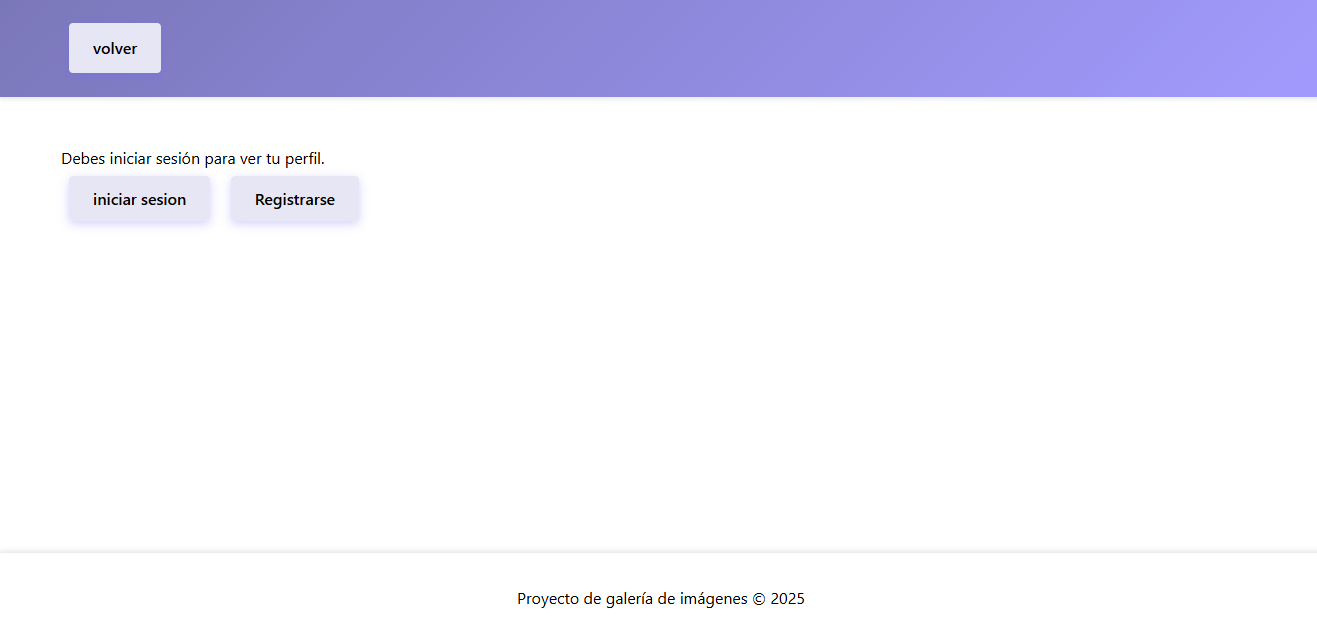 volver
Debes iniciar sesión para ver tu perfil.
iniciar sesion Registrarse
Proyecto de galería de imágenes © 2025